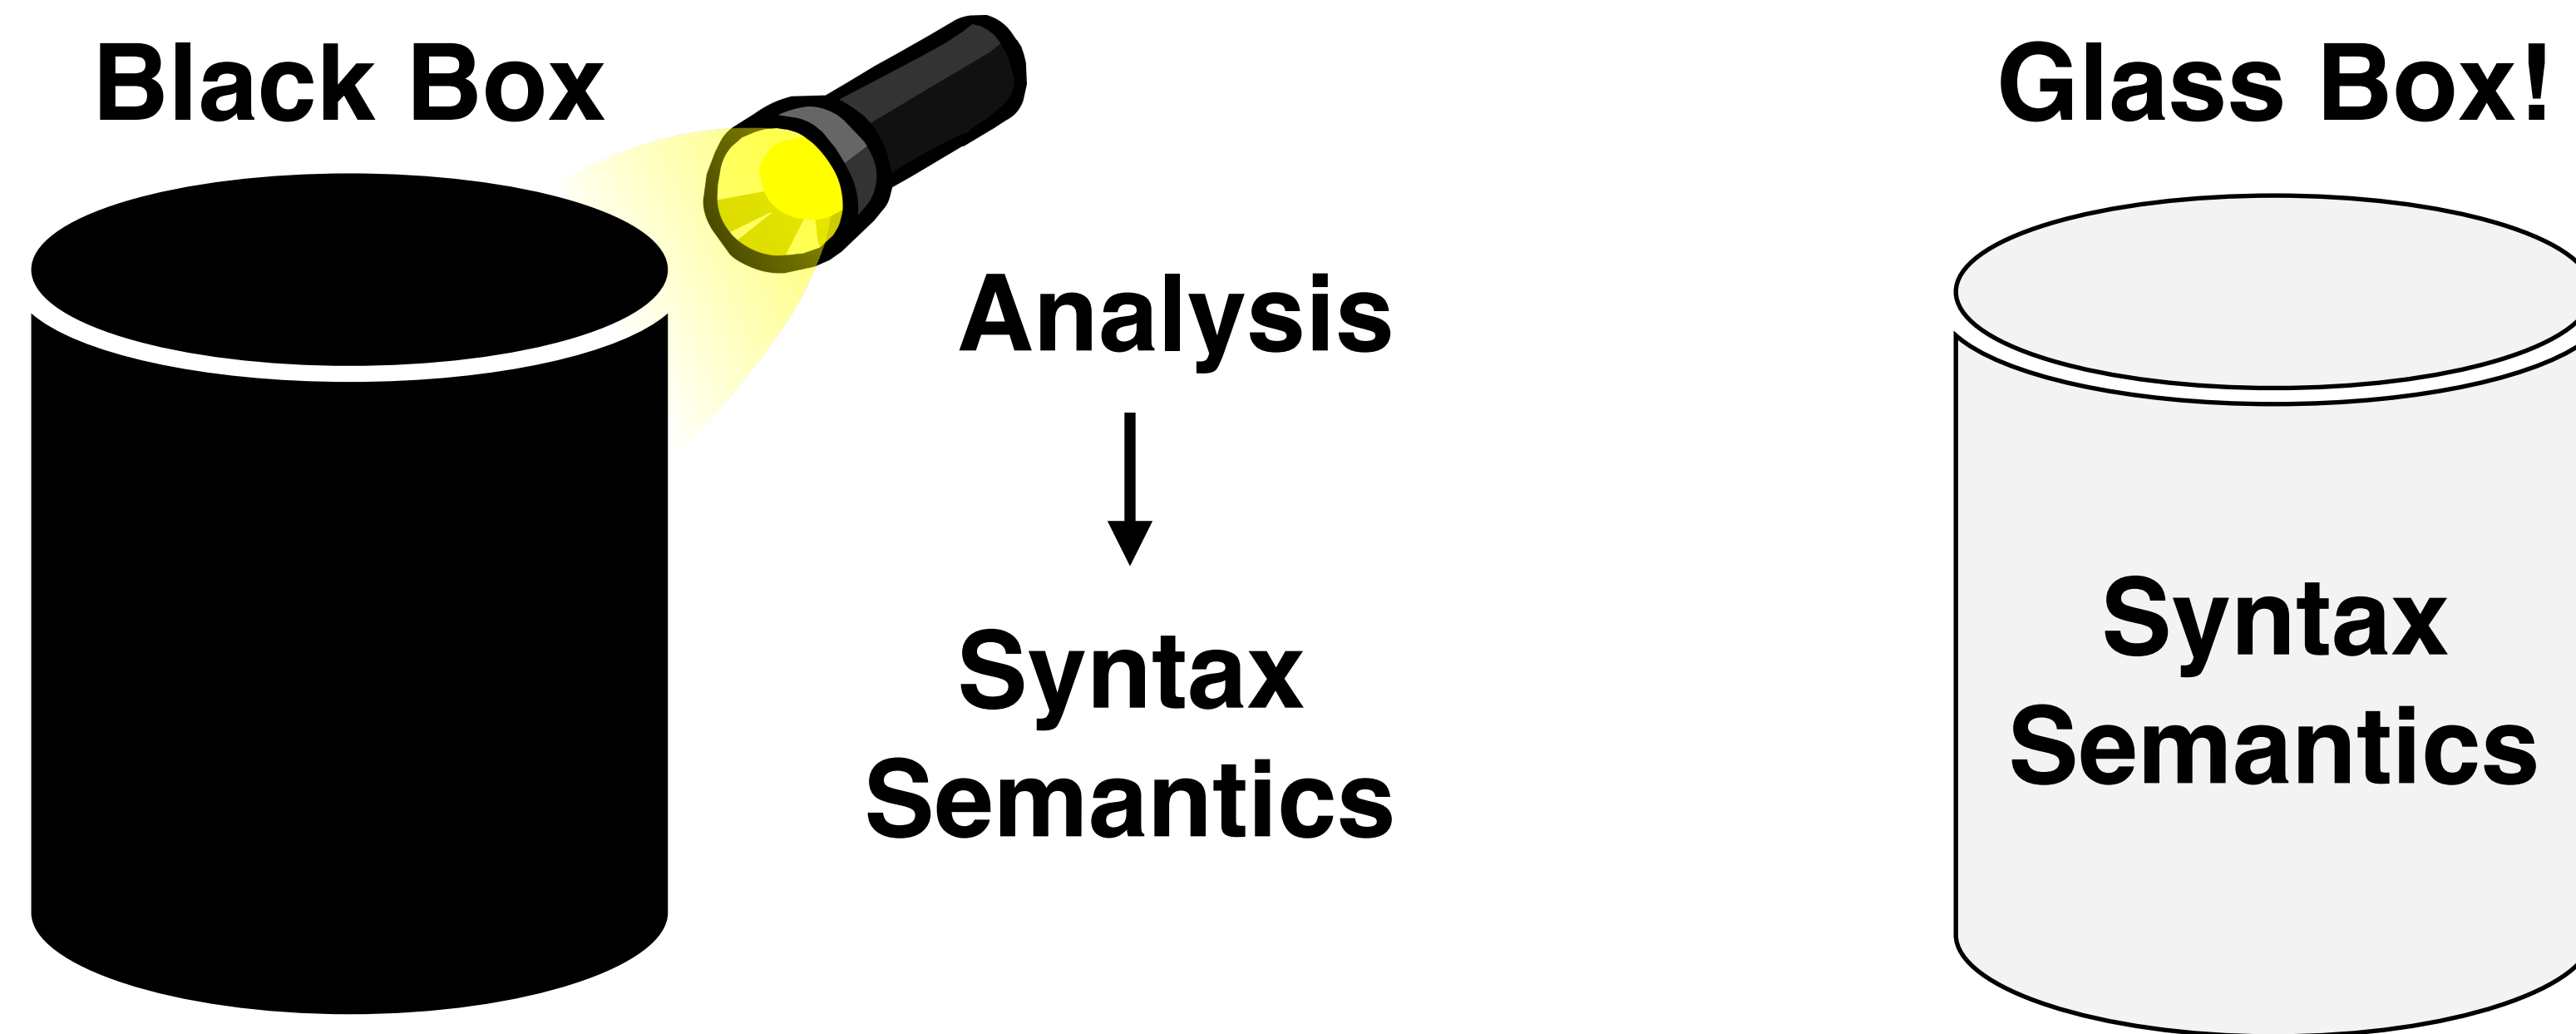 Black Box
Analysis
Syntax
Semantics
Glass Box!
Syntax
Semantics